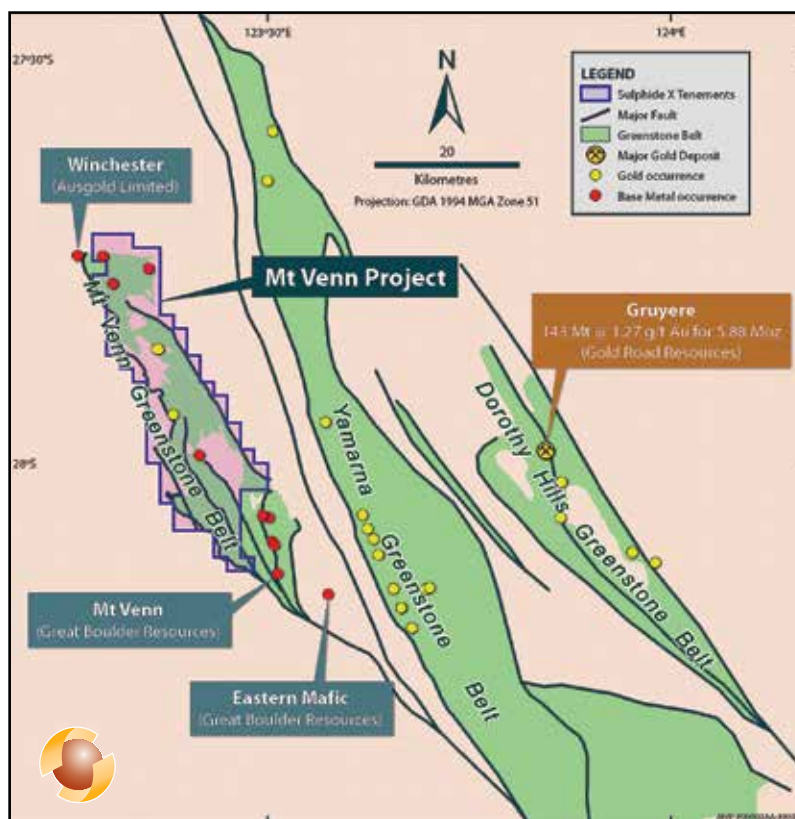 123°30'E
124°E
27°30'S
N
20
Kilometres
Projection: GDA 1994 MGA Zone 51
LEGEND
Sulphide X Tenements
Major Fault
Greenstone Belt
Major Gold Deposit
Gold occurrence
Base Metal occurrence
Winchester
(Ausgold Limited)
Mt Venn Project
Gruyere
143 Mt @ 1.27 g/t Au for 5.88 Moz
(Gold Road Resources)
Mt Venn Greenstone Belt
Yamarna Greenstone Belt
Dorothy Hills Greenstone Belt
28°S
Mt Venn
(Great Boulder Resources)
Eastern Mafic
(Great Boulder Resources)